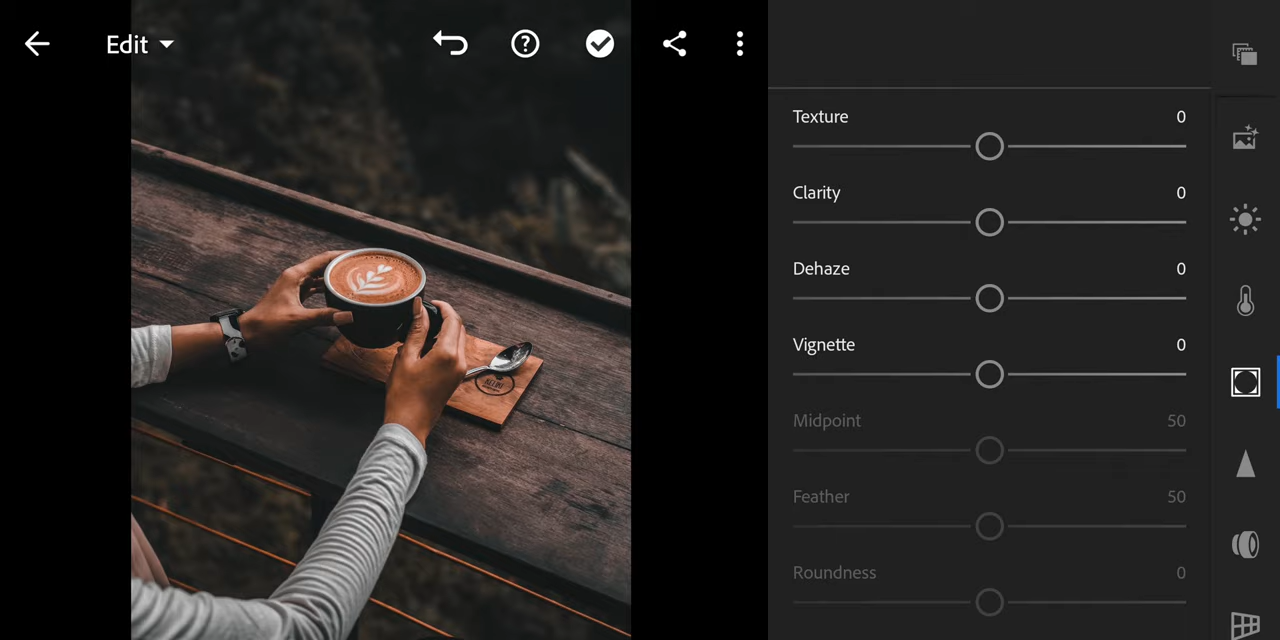 Edit
Texture 0
Clarity 0
Dehaze 0
Vignette 0
Midpoint 50
Feather 50
Roundness 0